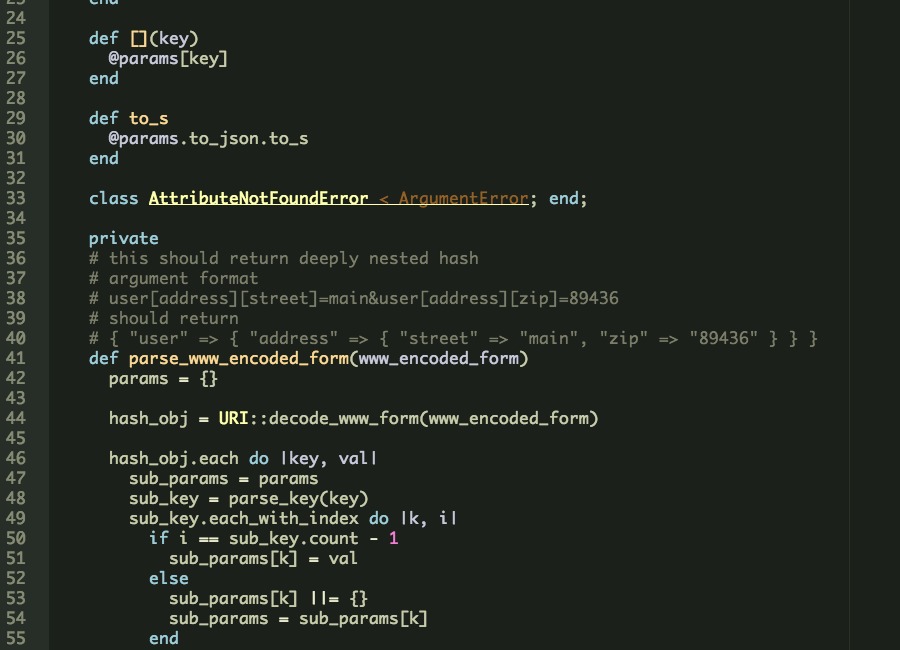 23 end
24
25 def [](key)
26 @params[key]
27 end
28
29 def to_s
30 @params.to_json.to_s
31 end
32
33 class AttributeNotFoundError < ArgumentError; end;
34
35 private
36 # this should return deeply nested hash
37 # argument format
38 # user[address][street]=main&user[address][zip]=89436
39 # should return
40 # { "user" => { "address" => { "street" => "main", "zip" => "89436" } } }
41 def parse_www_encoded_form(www_encoded_form)
42 params = {}
43
44 hash_obj = URI::decode_www_form(www_encoded_form)
45
46 hash_obj.each do |key, val|
47 sub_params = params
48 sub_key = parse_key(key)
49 sub_key.each_with_index do |k, i|
50 if i == sub_key.count - 1
51 sub_params[k] = val
52 else
53 sub_params[k] ||= {}
54 sub_params = sub_params[k]
55 end